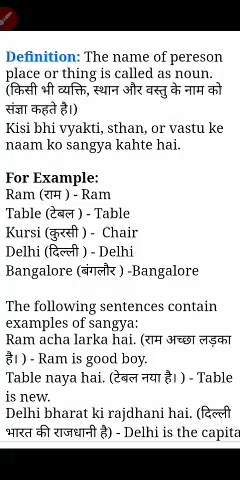 Definition: The name of pereson
place or thing is called as noun.
(किसी भी व्यक्ति, स्थान और वस्तु के नाम को
संज्ञा कहते है।)
Kisi bhi vyakti, sthan, or vastu ke
naam ko sangya kahte hai.
For Example:
Ram (राम ) - Ram
Table (टेबल ) - Table
Kursi (कुरसी ) - Chair
Delhi (दिल्ली ) - Delhi
Bangalore (बंगलौर ) -Bangalore
The following sentences contain
examples of sangya:
Ram acha larka hai. (राम अच्छा लड़का
है। ) - Ram is good boy.
Table naya hai. (टेबल नया है। ) - Table
is new.
Delhi bharat ki rajdhani hai. (दिल्ली
भारत की राजधानी है) - Delhi is the capita